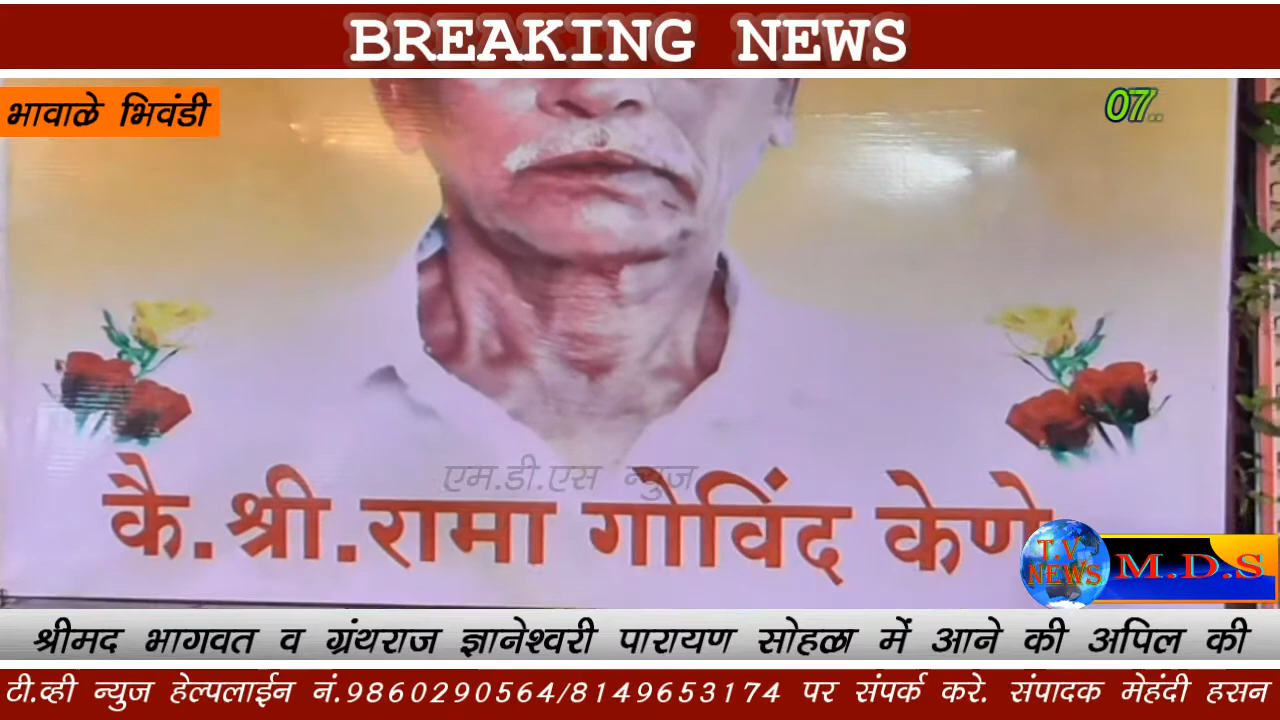 BREAKING NEWS
भावाळे भिवंडी
07..
एम.डी.एस न्युज
कै.श्री.रामा गोविंद केणे
T.V NEWS M.D.S
श्रीमद भागवत व ग्रंथराज ज्ञानेश्वरी पारायण सोहळा में आने की अपिल की
टी.व्ही न्युज हेल्पलाईन नं.9860290564/8149653174 पर संपर्क करे. संपादक मेहंदी हसन